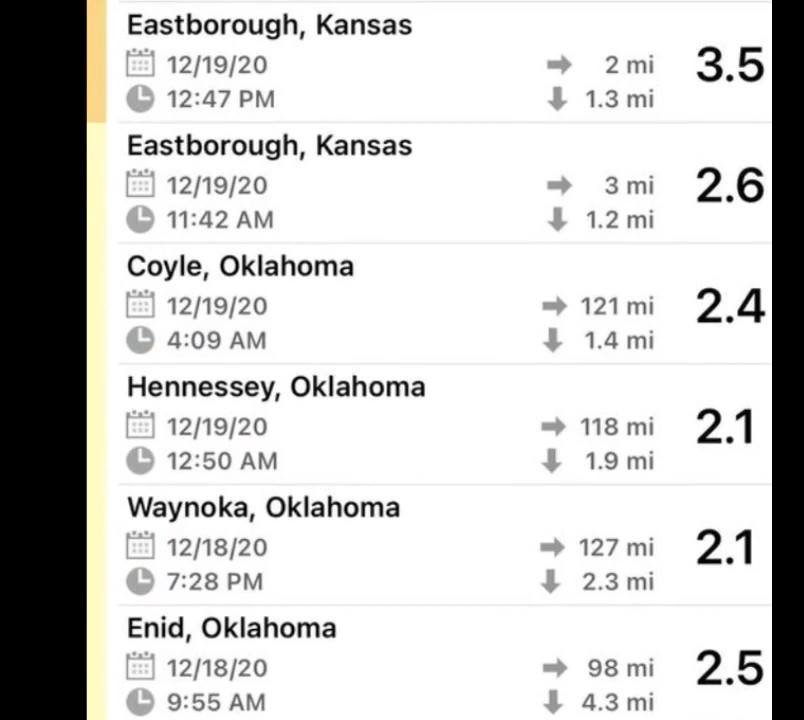 Eastborough, Kansas
12/19/20 2 mi 3.5
12:47 PM 1.3 mi
Eastborough, Kansas
12/19/20 3 mi 2.6
11:42 AM 1.2 mi
Coyle, Oklahoma
12/19/20 121 mi 2.4
4:09 AM 1.4 mi
Hennessey, Oklahoma
12/19/20 118 mi 2.1
12:50 AM 1.9 mi
Waynoka, Oklahoma
12/18/20 127 mi 2.1
7:28 PM 2.3 mi
Enid, Oklahoma
12/18/20 98 mi 2.5
9:55 AM 4.3 mi